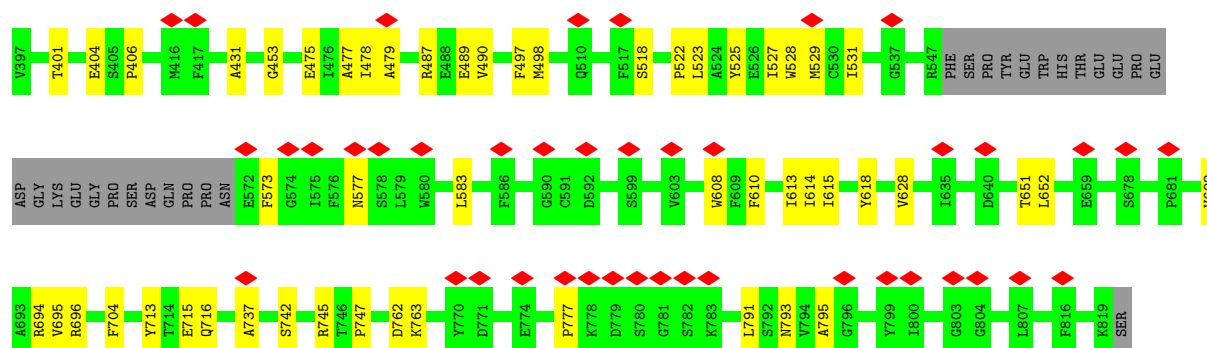 V397 T401 E404 S405 P406 M416 F417 A431 G453 E475 I476 A477 I478 A479 R487 E488 E489 V490 F497 M498 Q510 F517 S518 P522 L523 A524 Y525 E526 I527 W528 M529 C530 I531 G537 R547 PHE SER PRO TYR GLU TRP HIS THR GLU GLU PRO GLU
ASP GLY LYS GLU GLY PRO SER ASP GLN PRO PRO ASN E572 F573 G574 I575 F576 N577 S578 L579 W580 L583 F586 G590 C591 D592 S599 V603 W608 F609 F610 I613 I614 I615 Y618 V628 I635 D640 T651 L652 E659 S678 P681
A693 R694 V695 R696 F704 Y713 T714 E715 Q716 A737 S742 R745 T746 P747 D762 K763 Y770 D771 E774 P777 K778 D779 S780 G781 S782 K783 L791 S792 N793 V794 A795 G796 Y799 I800 G803 G804 L807 F816 K819 SER